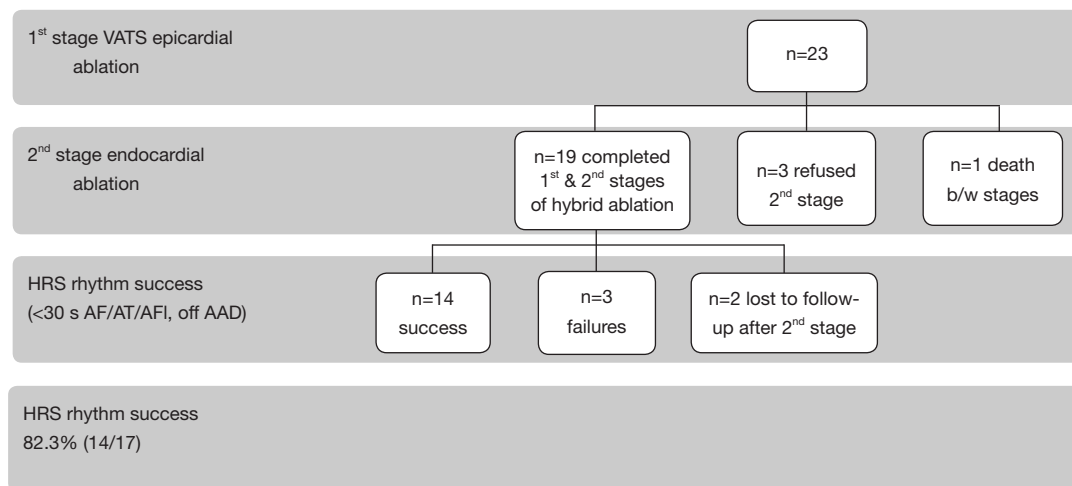 1st stage VATS epicardial
ablation
n=23
2nd stage endocardial
ablation
n=19 completed
1st & 2nd stages
of hybrid ablation
n=3 refused
2nd stage
n=1 death
b/w stages
HRS rhythm success
(<30 s AF/AT/AFl, off AAD)
n=14
success
n=3
failures
n=2 lost to follow-
up after 2nd stage
HRS rhythm success
82.3% (14/17)